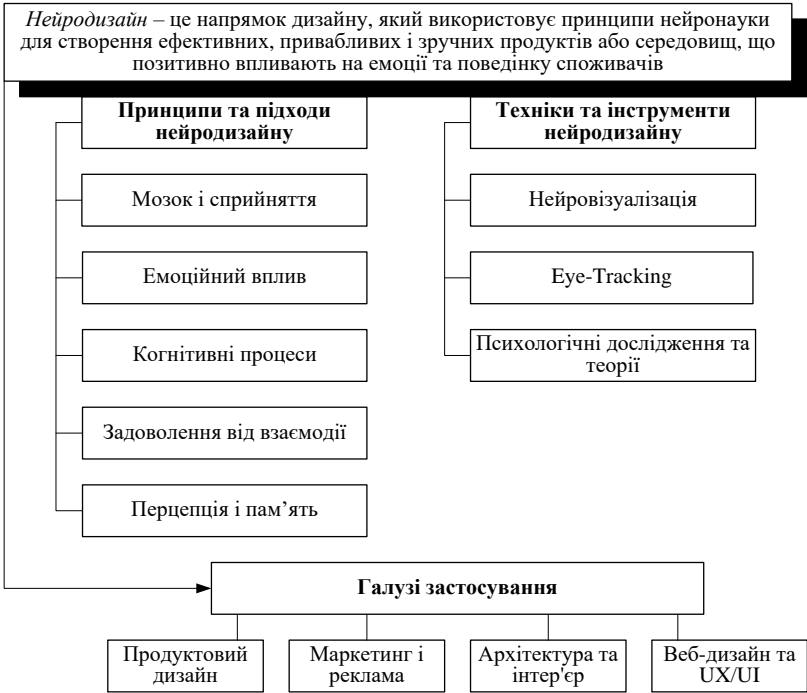 Нейродизайн – це напрямок дизайну, який використовує принципи нейронауки
для створення ефективних, привабливих і зручних продуктів або середовищ, що
позитивно впливають на емоції та поведінку споживачів
Принципи та підходи
нейродизайну
Мозок і сприйняття
Емоційний вплив
Когнітивні процеси
Задоволення від взаємодії
Перцепція і пам’ять
Техніки та інструменти
нейродизайну
Нейровізуалізація
Eye-Tracking
Психологічні дослідження та
теорії
Галузі застосування
Продуктовий
дизайн
Маркетинг і
реклама
Архітектура та
інтер'єр
Веб-дизайн та
UX/UI